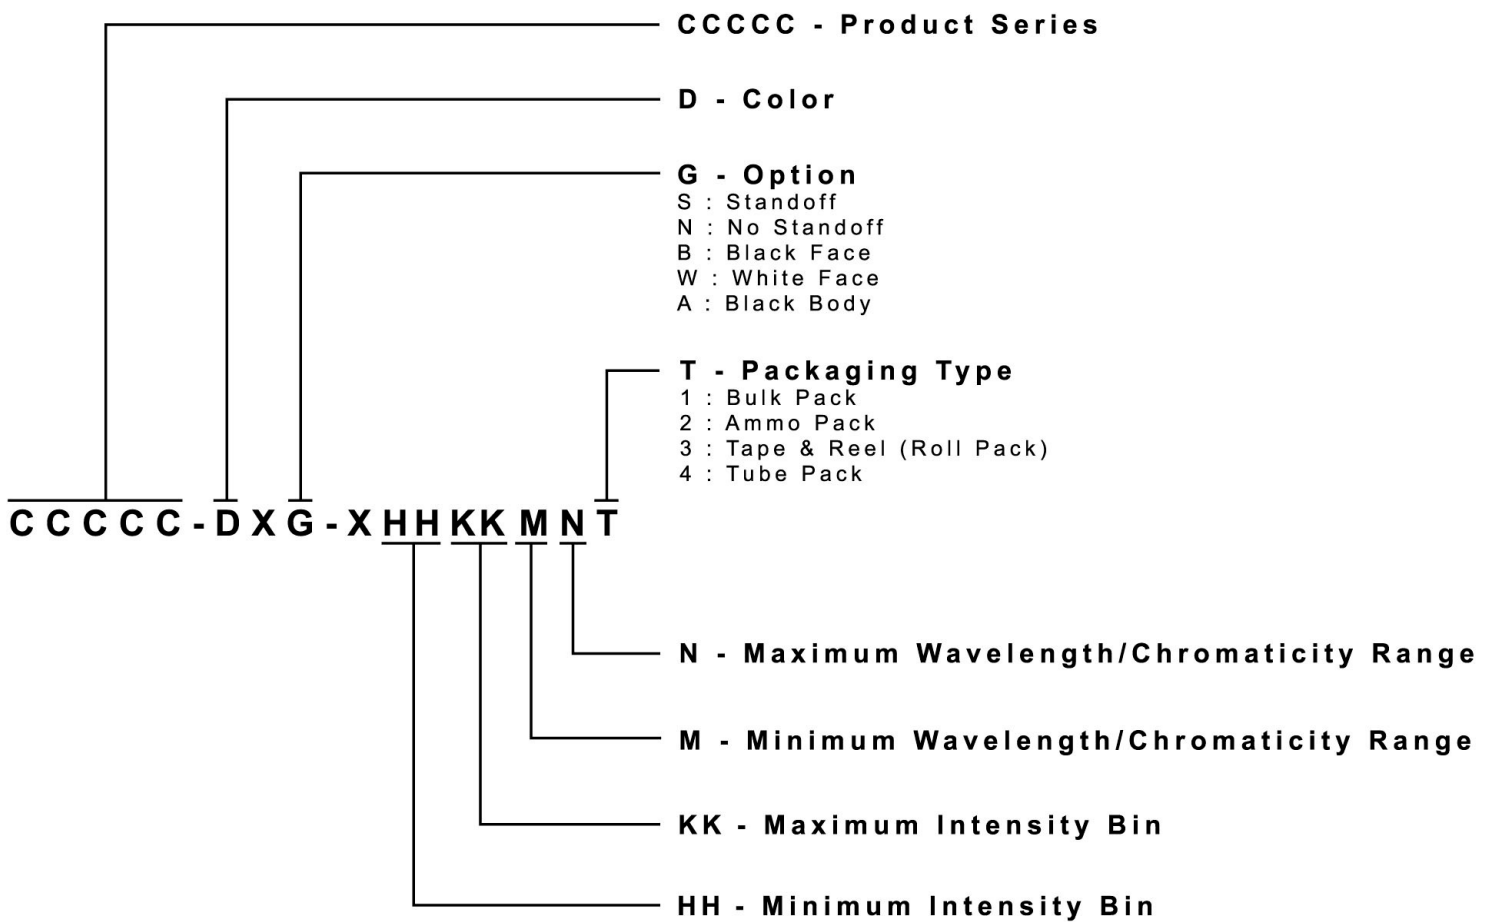 CCCCC - Product Series
D - Color
G - Option
S : Standoff
N : No Standoff
B : Black Face
W : White Face
A : Black Body
T - Packaging Type
1 : Bulk Pack
2 : Ammo Pack
3 : Tape & Reel (Roll Pack)
4 : Tube Pack
CCCCC-DXG-XHHKKMNT
N - Maximum Wavelength/Chromaticity Range
M - Minimum Wavelength/Chromaticity Range
KK - Maximum Intensity Bin
HH - Minimum Intensity Bin